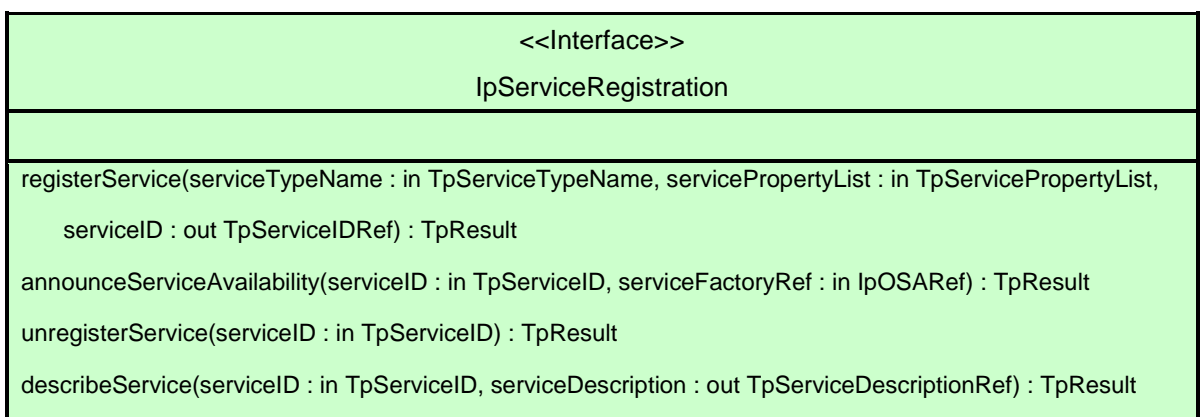 <<Interface>>
IpServiceRegistration
registerService(serviceTypeName : in TpServiceTypeName, servicePropertyList : in TpServicePropertyList,
serviceID : out TpServiceIDRef) : TpResult
announceServiceAvailability(serviceID : in TpServiceID, serviceFactoryRef : in IpOSARef) : TpResult
unregisterService(serviceID : in TpServiceID) : TpResult
describeService(serviceID : in TpServiceID, serviceDescription : out TpServiceDescriptionRef) : TpResult